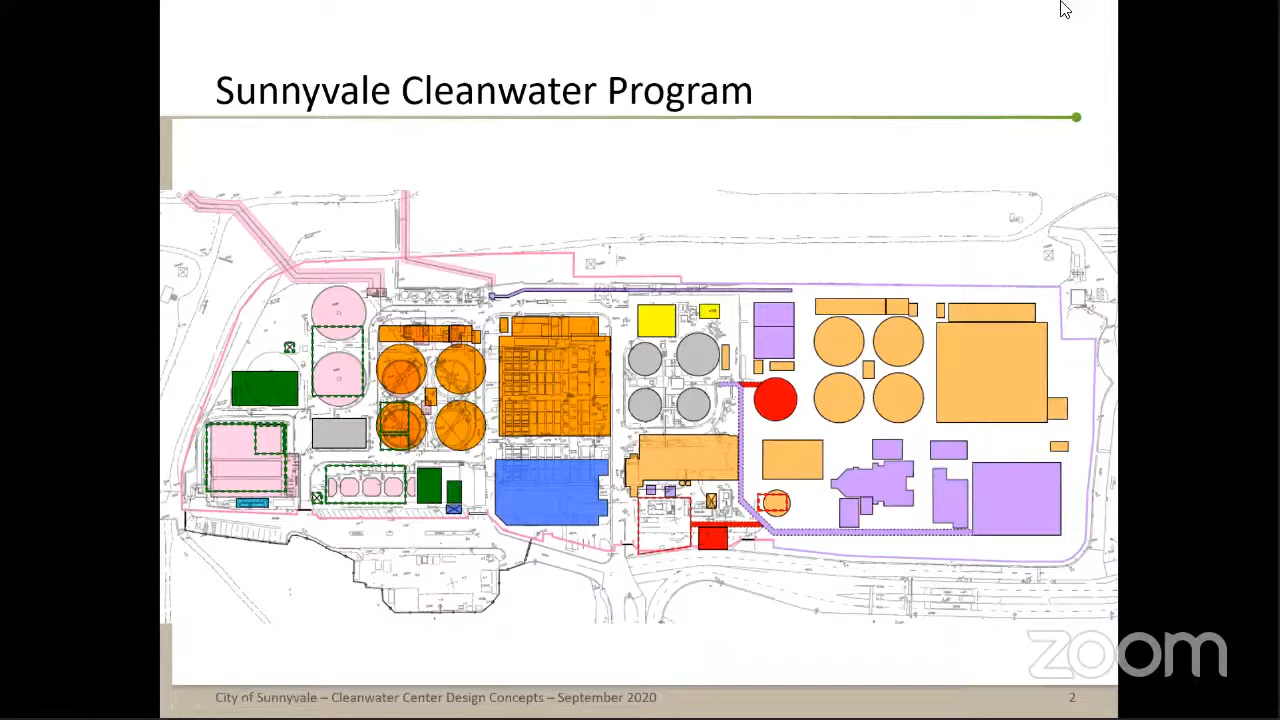 Sunnyvale Cleanwater Program
zoom
City of Sunnyvale – Cleanwater Center Design Concepts – September 2020
2